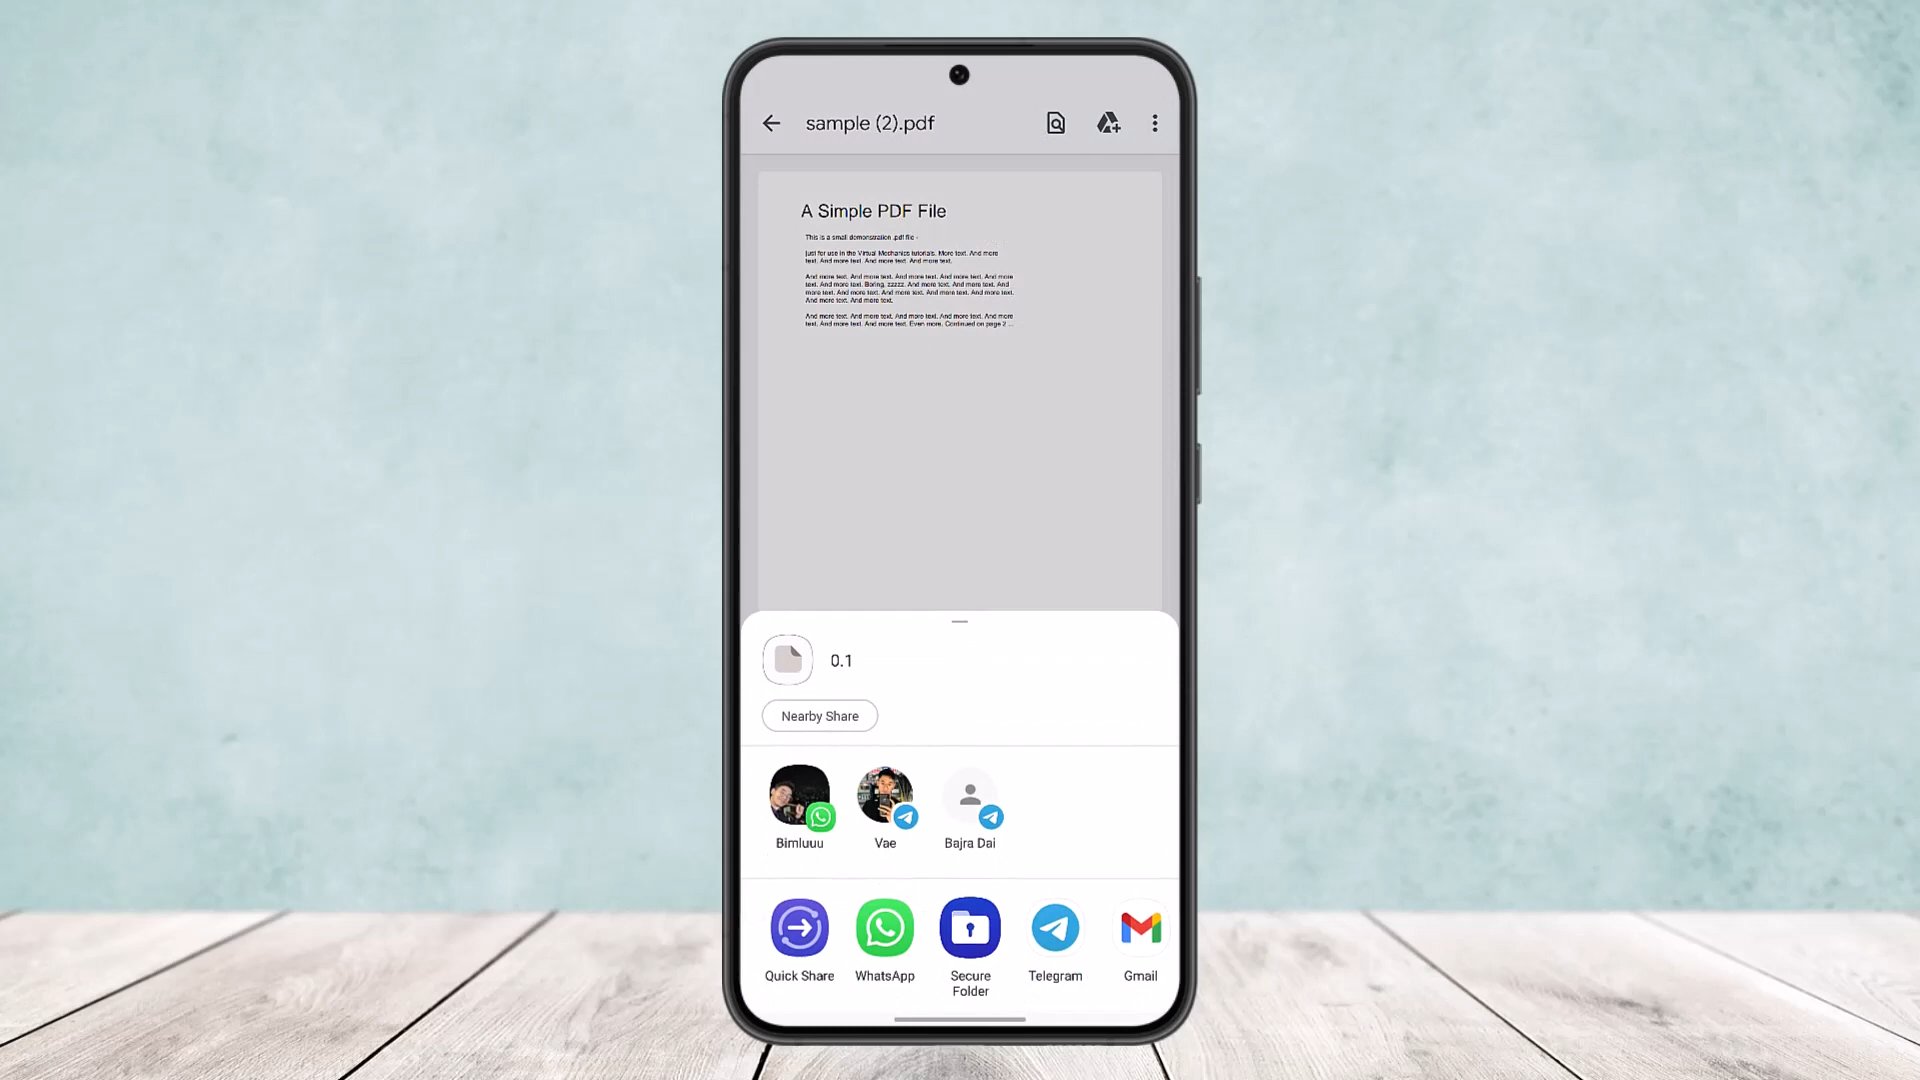 sample (2).pdf
A Simple PDF File
This is a small demonstration .pdf file -
just for use in the Virtual Mechanics tutorials. More text. And more
text. And more text. And more text. And more text.
And more text. And more text. And more text. And more text. And more
text. And more text. Boring, zzzzz. And more text. And more text. And
more text. And more text. And more text. And more text. And more text.
And more text. And more text.
And more text. And more text. And more text. And more text. And more
text. And more text. And more text. Even more. Continued on page 2 ...
0.1
Nearby Share
Bimluuu
Vae
Bajra Dai
Quick Share
WhatsApp
Secure
Folder
Telegram
Gmail